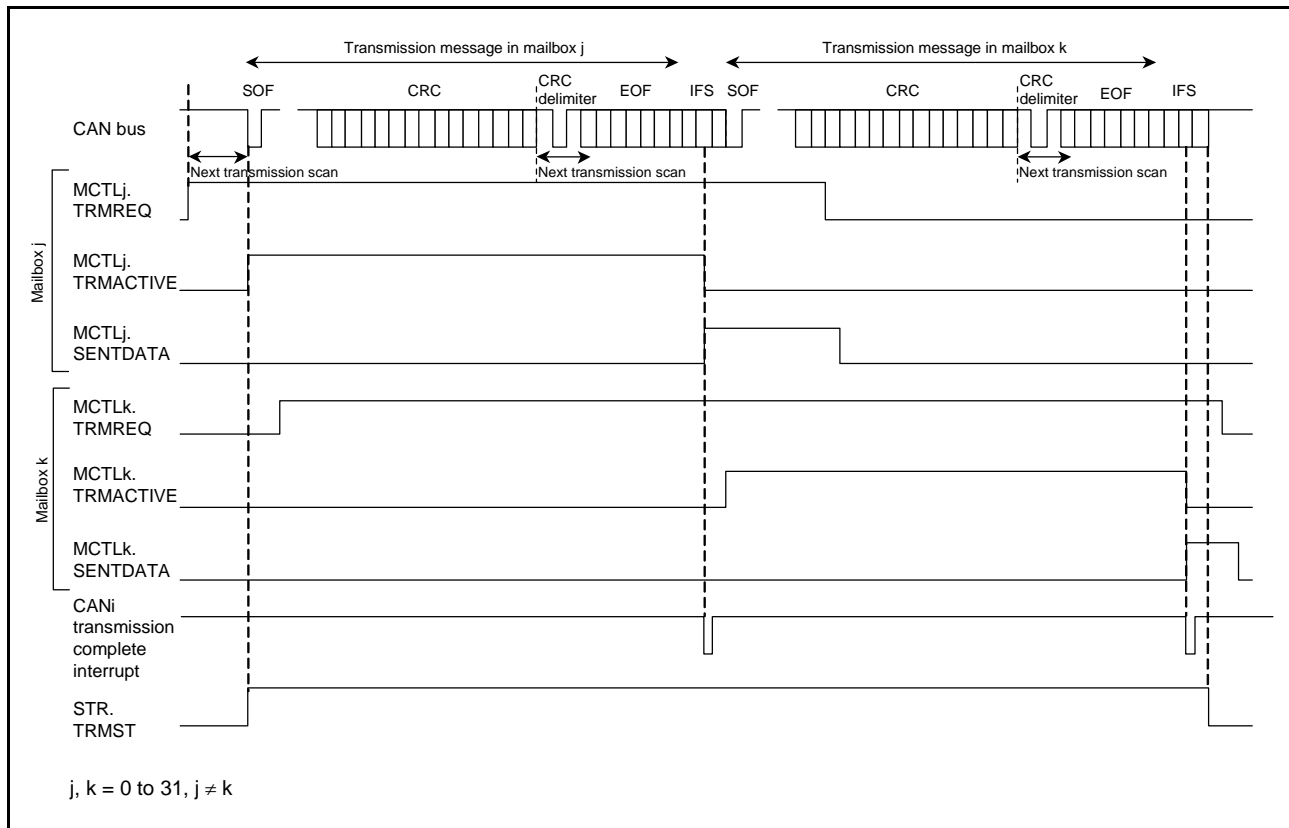 Transmission message in mailbox j
Transmission message in mailbox k
SOF
CRC
CRC
delimiter
EOF
IFS
SOF
CRC
CRC
delimiter
EOF
IFS
CAN bus
Next transmission scan
Next transmission scan
Next transmission scan
Mailbox j
MCTLj.
TRMREQ
MCTLj.
TRMACTIVE
MCTLj.
SENTDATA
Mailbox k
MCTLk.
TRMREQ
MCTLk.
TRMACTIVE
MCTLk.
SENTDATA
CANi
transmission
complete
interrupt
STR.
TRMST
j, k = 0 to 31, j ≠ k